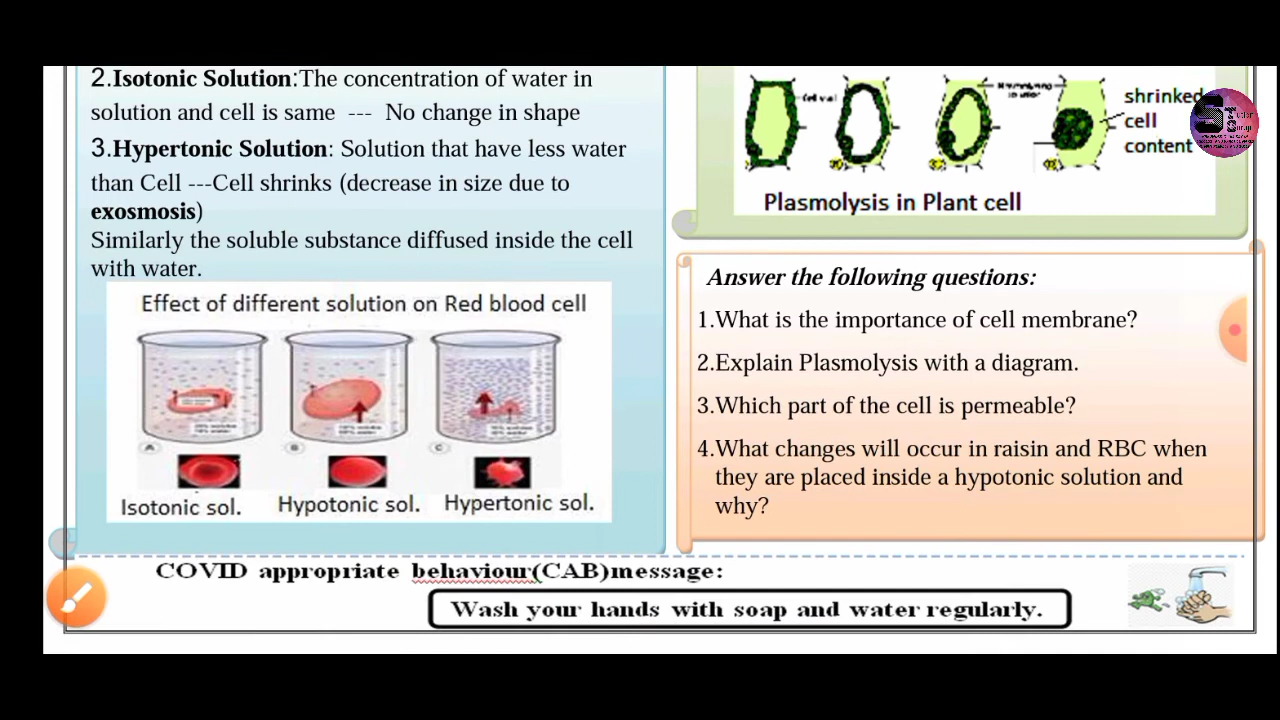 2.Isotonic Solution:The concentration of water in
solution and cell is same --- No change in shape
3.Hypertonic Solution: Solution that have less water
than Cell ---Cell shrinks (decrease in size due to
exosmosis)
Similarly the soluble substance diffused inside the cell
with water.
Effect of different solution on Red blood cell
A
B
C
Isotonic sol.
Hypotonic sol.
Hypertonic sol.
Cell wall
shrinked
cell
content
Plasmolysis in Plant cell
Answer the following questions:
1.What is the importance of cell membrane?
2.Explain Plasmolysis with a diagram.
3.Which part of the cell is permeable?
4.What changes will occur in raisin and RBC when
they are placed inside a hypotonic solution and
why?
COVID appropriate behaviour(CAB)message:
Wash your hands with soap and water regularly.